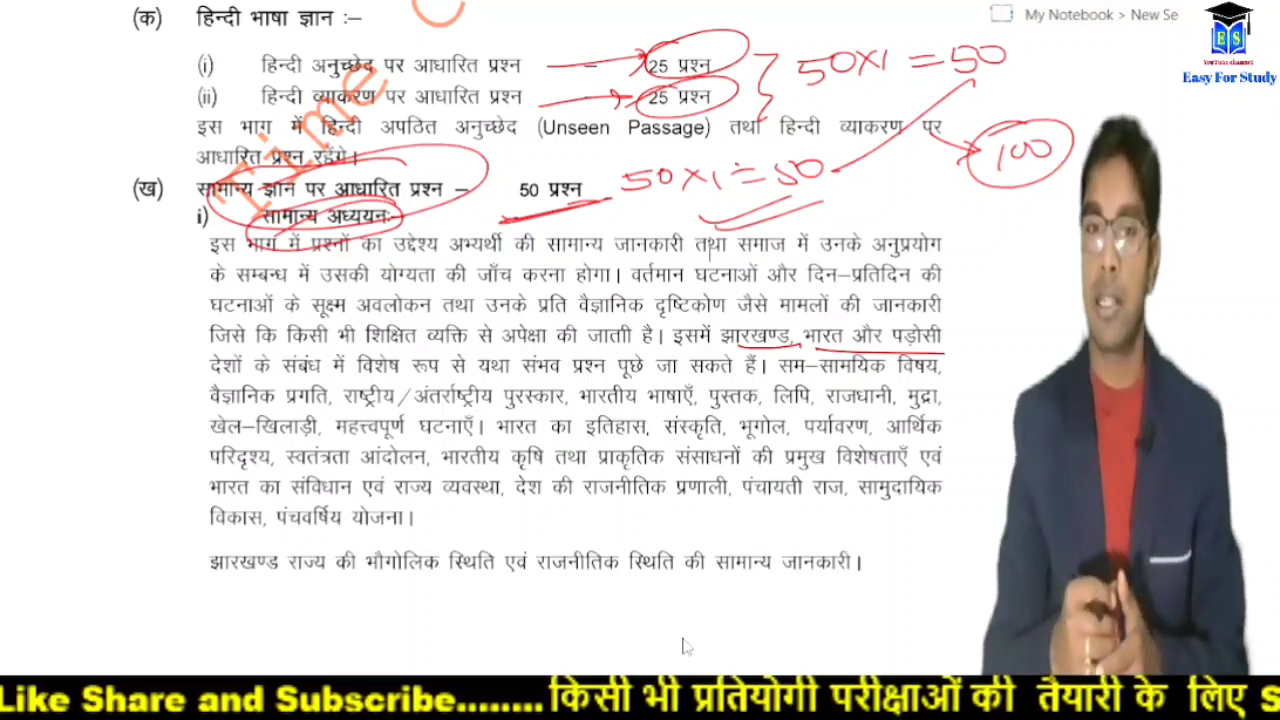 My Notebook > New Se
ES
YouTube channel
Easy For Study
(क) हिन्दी भाषा ज्ञान :–
(i) हिन्दी अनुच्छेद पर आधारित प्रश्न – 25 प्रश्न
50X1 = 50
(ii) हिन्दी व्याकरण पर आधारित प्रश्न 25 प्रश्न
इस भाग में हिन्दी अपठित अनुच्छेद (Unseen Passage) तथा हिन्दी व्याकरण पर
100
आधारित प्रश्न रहेंगे।
Time
(ख) सामान्य ज्ञान पर आधारित प्रश्न – 50 प्रश्न 50X1 = 50
i) सामान्य अध्ययनः-
इस भाग में प्रश्नों का उद्देश्य अभ्यर्थी की सामान्य जानकारी तथा समाज में उनके अनुप्रयोग
के सम्बन्ध में उसकी योग्यता की जाँच करना होगा। वर्तमान घटनाओं और दिन–प्रतिदिन की
घटनाओं के सूक्ष्म अवलोकन तथा उनके प्रति वैज्ञानिक दृष्टिकोण जैसे मामलों की जानकारी
जिसे कि किसी भी शिक्षित व्यक्ति से अपेक्षा की जाताी है। इसमें झारखण्ड, भारत और पड़ोसी
देशों के संबंध में विशेष रूप से यथा संभव प्रश्न पूछे जा सकते हैं। सम–सामयिक विषय,
वैज्ञानिक प्रगति, राष्ट्रीय/अंतर्राष्ट्रीय पुरस्कार, भारतीय भाषाएँ, पुस्तक, लिपि, राजधानी, मुद्रा,
खेल–खिलाड़ी, महत्त्वपूर्ण घटनाएँ। भारत का इतिहास, संस्कृति, भूगोल, पर्यावरण, आर्थिक
परिदृश्य, स्वतंत्रता आंदोलन, भारतीय कृषि तथा प्राकृतिक संसाधनों की प्रमुख विशेषताएँ एवं
भारत का संविधान एवं राज्य व्यवस्था, देश की राजनीतिक प्रणाली, पंचायती राज, सामुदायिक
विकास, पंचवर्षिय योजना।
झारखण्ड राज्य की भौगोलिक स्थिति एवं राजनीतिक स्थिति की सामान्य जानकारी।
Like Share and Subscribe........ किसी भी प्रतियोगी परीक्षाओं की तैयारी के लिए S